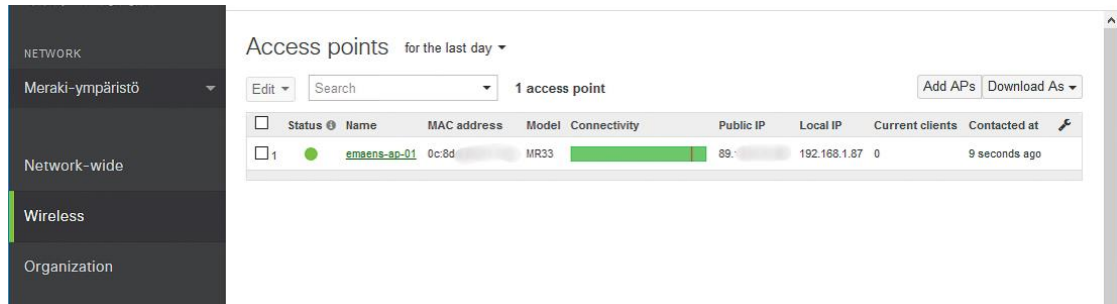 NETWORK
Meraki-ympäristö
Network-wide
Wireless
Organization
Access points for the last day
Edit Search 1 access point Add APs Download As
Status Name MAC address Model Connectivity Public IP Local IP Current clients Contacted at
1 emaens-ap-01 0c:8d MR33 89. 192.168.1.87 0 9 seconds ago